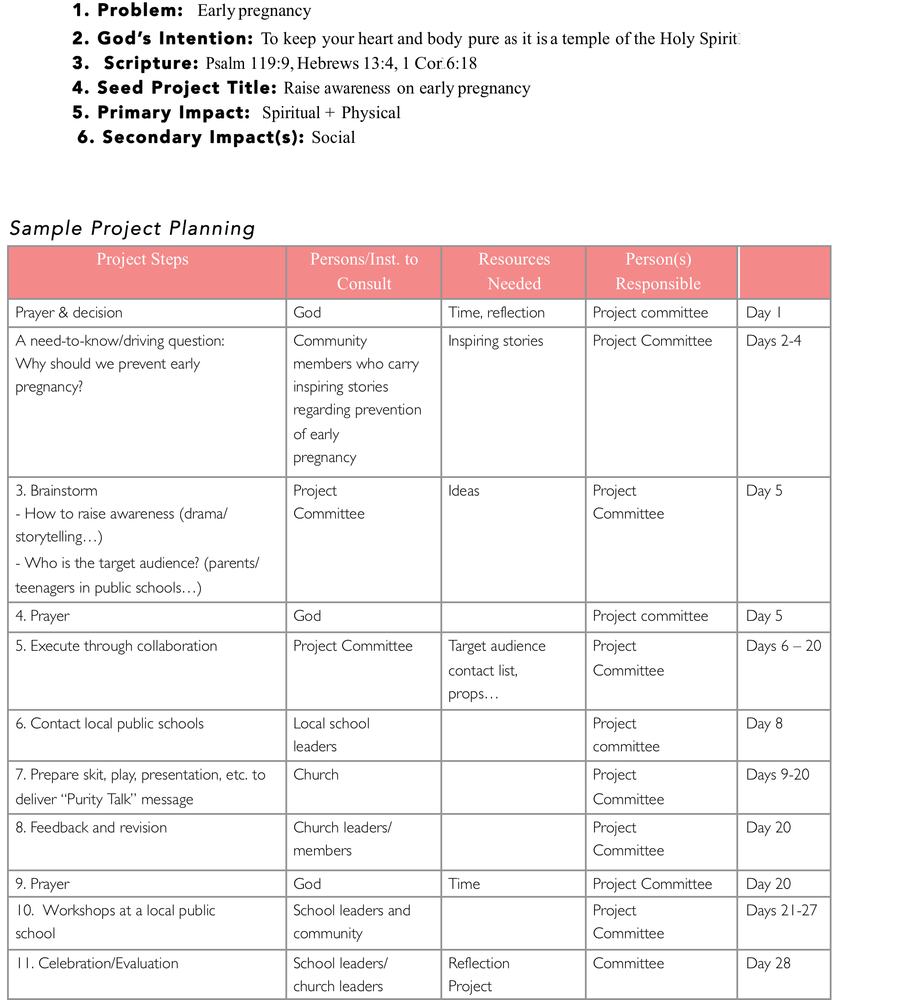 1. Problem: Early pregnancy
2. God's Intention: To keep your heart and body pure as it is a temple of the Holy Spirit
3. Scripture: Psalm 119:9, Hebrews 13:4, 1 Cor 6:18
4. Seed Project Title: Raise awareness on early pregnancy
5. Primary Impact: Spiritual + Physical
6. Secondary Impact(s): Social
Sample Project Planning
Project Steps
Persons/Inst. to
Consult
Resources
Needed
Person(s)
Responsible
Prayer & decision
God
Time, reflection
Project committee
Day 1
A need-to-know/driving question:
Why should we prevent early
pregnancy?
Community
members who carry
inspiring stories
regarding prevention
of early
pregnancy
Inspiring stories
Project Committee
Days 2-4
3. Brainstorm
- How to raise awareness (drama/
storytelling…)
- Who is the target audience? (parents/
teenagers in public schools…)
Project
Committee
Ideas
Project
Committee
Day 5
4. Prayer
God
Project committee
Day 5
5. Execute through collaboration
Project Committee
Target audience
contact list,
props…
Project
Committee
Days 6 – 20
6. Contact local public schools
Local school
leaders
Project
committee
Day 8
7. Prepare skit, play, presentation, etc. to
deliver “Purity Talk” message
Church
Project
Committee
Days 9-20
8. Feedback and revision
Church leaders/
members
Project
Committee
Day 20
9. Prayer
God
Time
Project Committee
Day 20
10. Workshops at a local public
school
School leaders and
community
Project
Committee
Days 21-27
11. Celebration/Evaluation
School leaders/
church leaders
Reflection
Project
Committee
Day 28